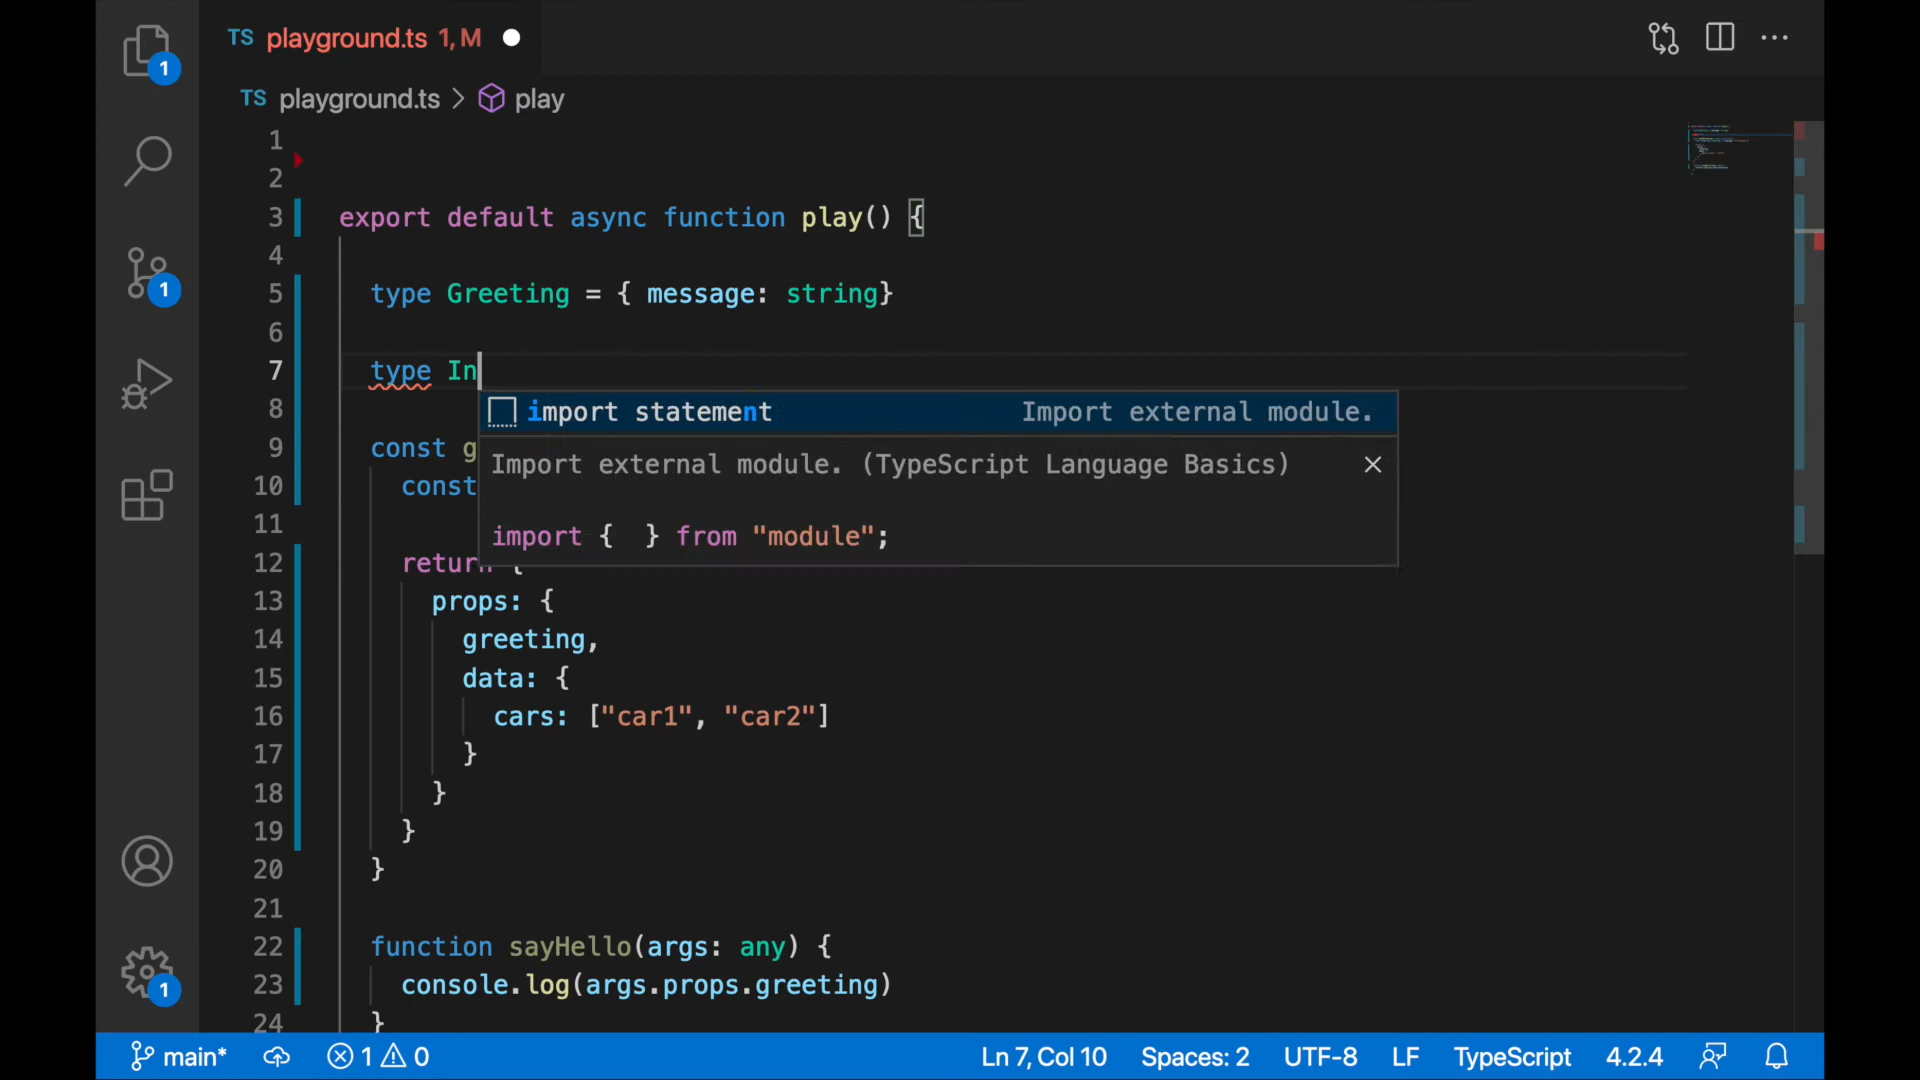 1
TS playground.ts 1, M
TS playground.ts > play
1
2
3 export default async function play() {
4
5 type Greeting = { message: string}
6
7 type In
import statement Import external module.
8
9 const g
Import external module. (TypeScript Language Basics)
10 const
11
import { } from "module";
12 return {
13 props: {
14 greeting,
15 data: {
16 cars: ["car1", "car2"]
17 }
18 }
19 }
20 }
21
22 function sayHello(args: any) {
23 console.log(args.props.greeting)
24 }
1
1
main* 1 0 Ln 7, Col 10 Spaces: 2 UTF-8 LF TypeScript 4.2.4